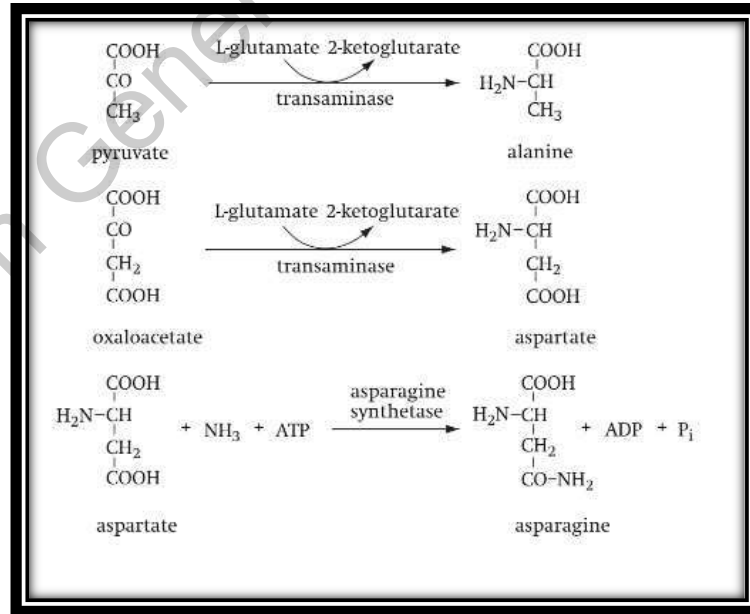 COOH
CO
CH3
pyruvate
L-glutamate 2-ketoglutarate
transaminase
COOH
H2N-CH
CH3
alanine
COOH
CO
CH2
COOH
oxaloacetate
L-glutamate 2-ketoglutarate
transaminase
COOH
H2N-CH
CH2
COOH
aspartate
COOH
H2N-CH
CH2
COOH
aspartate
+ NH3 + ATP
asparagine
synthetase
COOH
H2N-CH
CH2
CO-NH2
asparagine
+ ADP + Pi